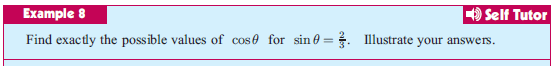 Example 8
Self Tutor
Find exactly the possible values of cos θ for sin θ = 2/3. Illustrate your answers.